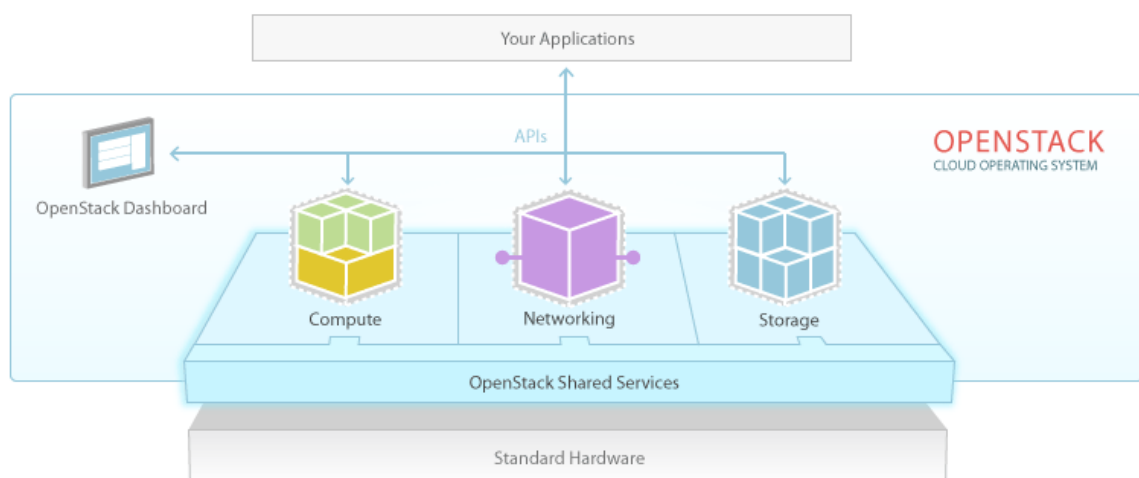 Your Applications
APIs
OPENSTACK
CLOUD OPERATING SYSTEM
OpenStack Dashboard
Compute
Networking
Storage
OpenStack Shared Services
Standard Hardware